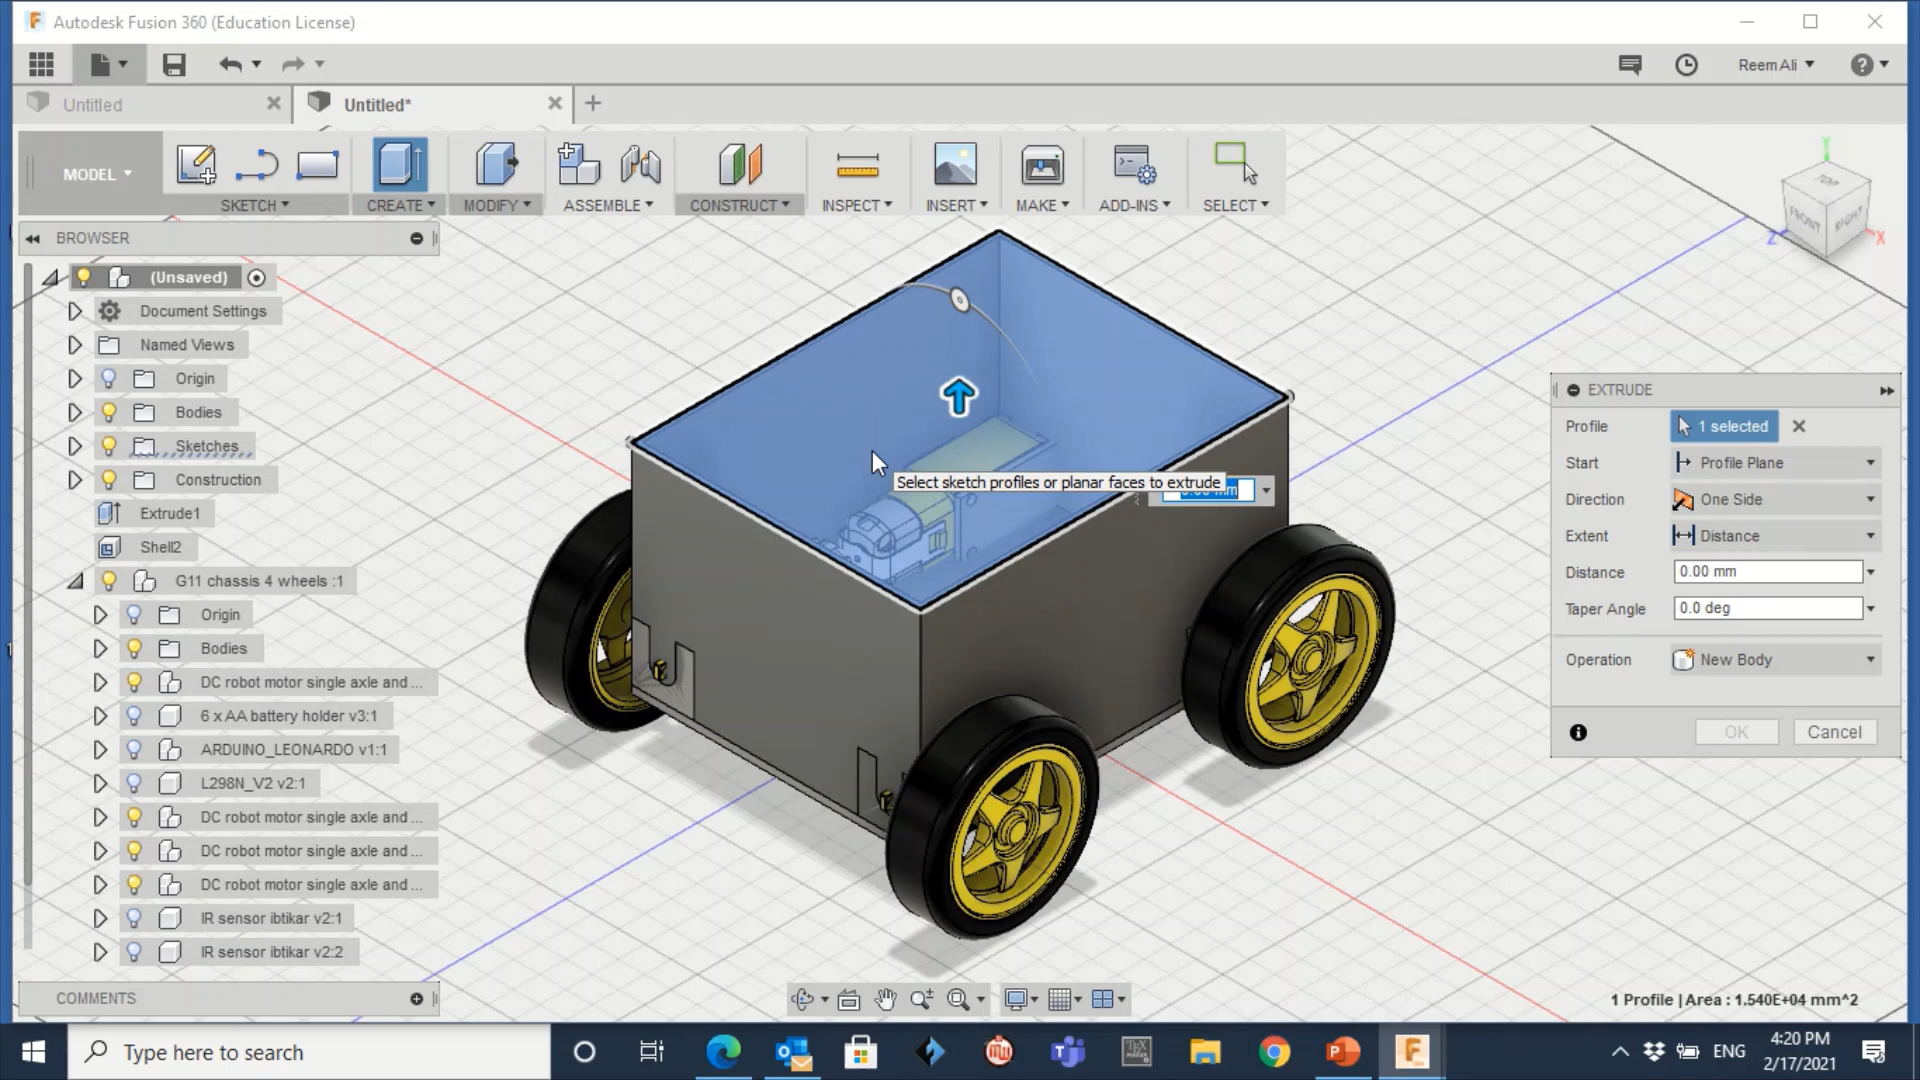 Autodesk Fusion 360 (Education License)
Reem Ali
Untitled
Untitled*
MODEL
SKETCH
CREATE
MODIFY
ASSEMBLE
CONSTRUCT
INSPECT
INSERT
MAKE
ADD-INS
SELECT
TOP
FRONT
RIGHT
Y
Z
X
BROWSER
(Unsaved)
Document Settings
Named Views
Origin
Bodies
Sketches
Construction
Extrude1
Shell2
G11 chassis 4 wheels :1
Origin
Bodies
DC robot motor single axle and ...
6 x AA battery holder v3:1
ARDUINO_LEONARDO v1:1
L298N_V2 v2:1
DC robot motor single axle and ...
DC robot motor single axle and ...
DC robot motor single axle and ...
IR sensor ibtikar v2:1
IR sensor ibtikar v2:2
COMMENTS
Select sketch profiles or planar faces to extrude
EXTRUDE
Profile 1 selected
Start Profile Plane
Direction One Side
Extent Distance
Distance 0.00 mm
Taper Angle 0.0 deg
Operation New Body
OK Cancel
1 Profile | Area : 1.540E+04 mm^2
Type here to search
ENG
4:20 PM
2/17/2021